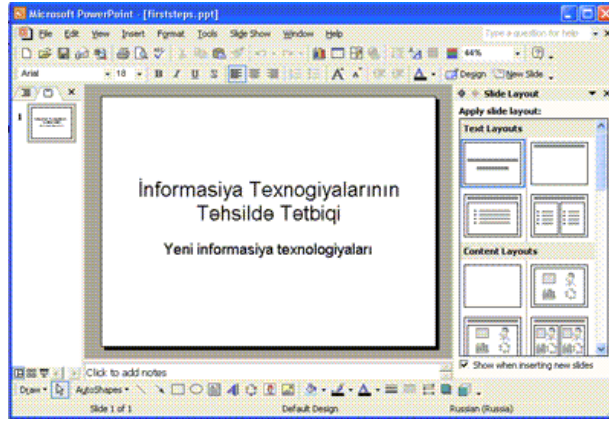 Microsoft PowerPoint - [firststeps.ppt]
File Edit View Insert Format Tools Slide Show Window Help Type a question for help
44%
Arial 18 B I U S A A A Design New Slide
Slide Layout
1
Apply slide layout:
Text Layouts
İnformasiya Texnogiyalarının
Təhsildə Tətbiqi
Yeni informasiya texnologiyaları
Content Layouts
Click to add notes
Show when inserting new slides
Draw AutoShapes A A
Slide 1 of 1 Default Design Russian (Russia)